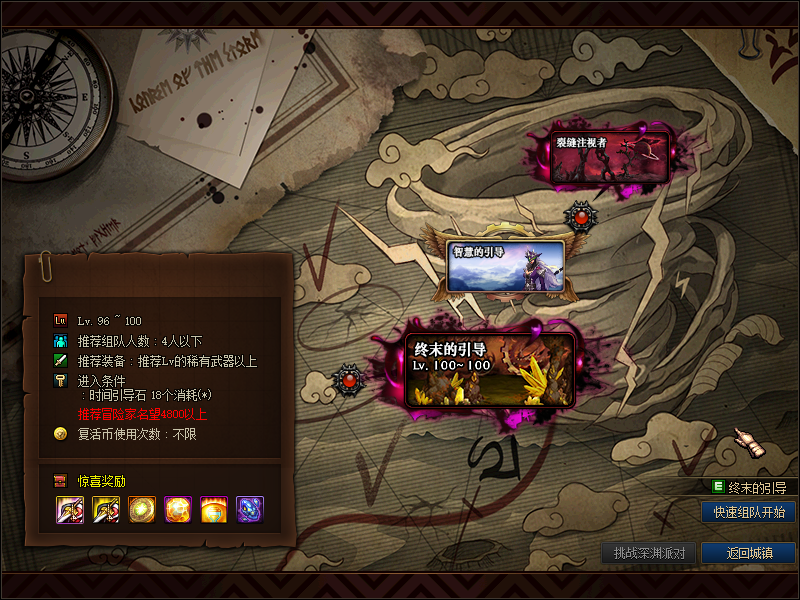 LORDEM OF THE STORM
裂缝注视者
智慧的引导
终末的引导
Lv. 100~ 100
Lv. 96 ~ 100
推荐组队人数 : 4人以下
推荐装备 : 推荐Lv的稀有武器以上
进入条件
: 时间引导石 18个消耗(*)
推荐冒险家名望4800以上
复活币使用次数 : 不限
惊喜奖励
E 终末的引导
快速组队开始
挑战深渊派对
返回城镇